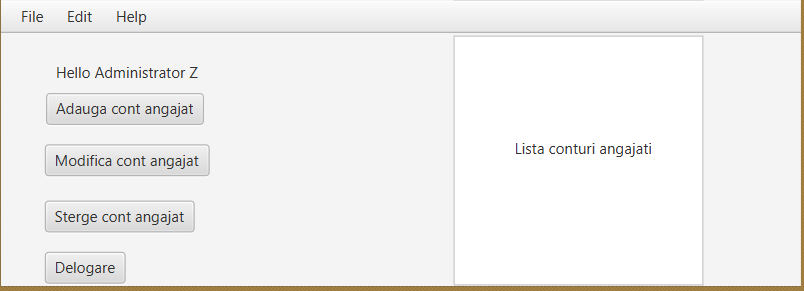 File Edit Help
Hello Administrator Z
Adauga cont angajat
Modifica cont angajat
Sterge cont angajat
Delogare
Lista conturi angajati